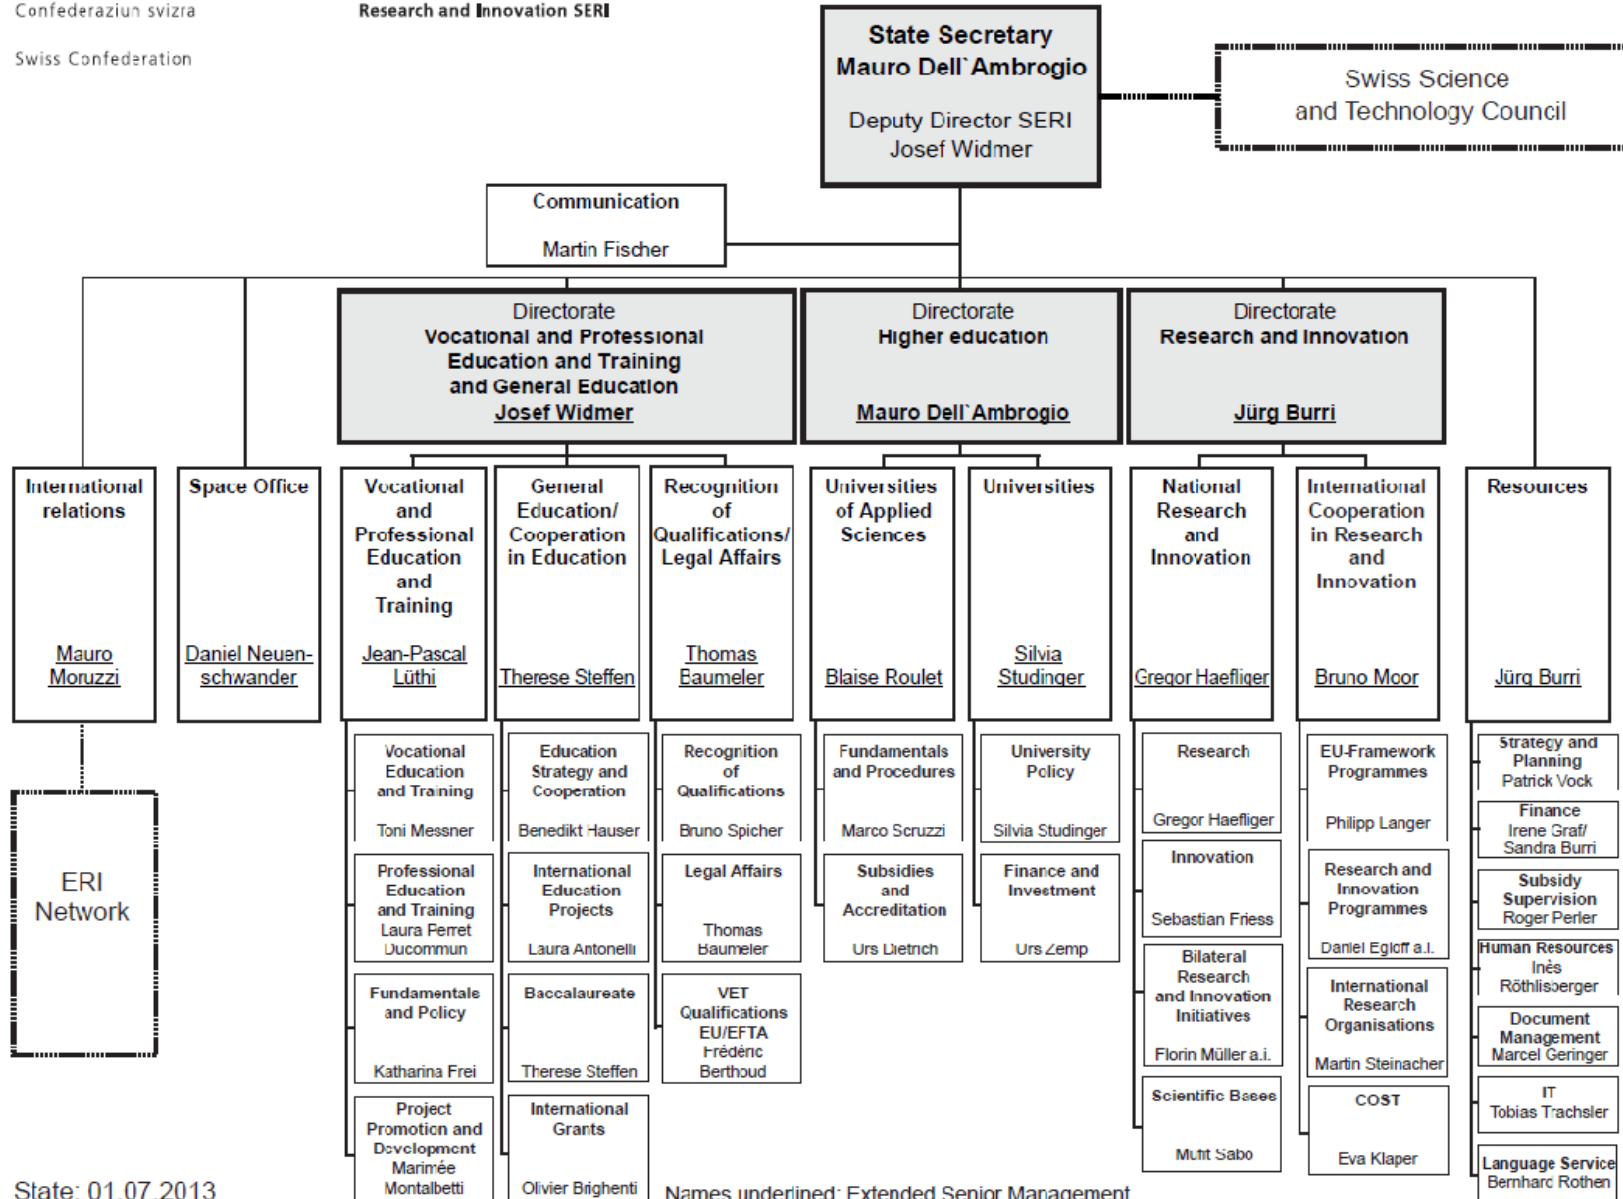 Confederaziun svizra
Swiss Confederation
Research and Innovation SERI
State Secretary
Mauro Dell`Ambrogio
Deputy Director SERI
Josef Widmer
Swiss Science
and Technology Council
Communication
Martin Fischer
Directorate
Vocational and Professional
Education and Training
and General Education
Josef Widmer
Directorate
Higher education
Mauro Dell`Ambrogio
Directorate
Research and Innovation
Jürg Burri
International
relations
Mauro
Moruzzi
Space Office
Daniel Neuen-
schwander
Vocational
and
Professional
Education
and
Training
Jean-Pascal
Lüthi
General
Education/
Cooperation
in Education
Therese Steffen
Recognition
of
Qualifications/
Legal Affairs
Thomas
Baumeler
Universities
of Applied
Sciences
Blaise Roulet
Universities
Silvia
Studinger
National
Research
and
Innovation
Gregor Haefliger
International
Cooperation
in Research
and
Innovation
Bruno Moor
Resources
Jürg Burri
ERI
Network
Vocational
Education
and Training
Toni Messner
Professional
Education
and Training
Laura Perret
Ducommun
Fundamentals
and Policy
Katharina Frei
Project
Promotion and
Development
Marimée
Montalbetti
Education
Strategy and
Cooperation
Benedikt Hauser
International
Education
Projects
Laura Antonelli
Baccalaureate
Therese Steffen
International
Grants
Olivier Brighenti
Recognition
of
Qualifications
Bruno Spicher
Legal Affairs
Thomas
Baumeler
VET
Qualifications
EU/EFTA
Frédéric
Berthoud
Fundamentals
and Procedures
Marco Scruzzi
Subsidies
and
Accreditation
Urs Dietrich
University
Policy
Silvia Studinger
Finance and
Investment
Urs Zemp
Research
Gregor Haefliger
Innovation
Sebastian Friess
Bilateral
Research
and Innovation
Initiatives
Florin Müller a.i.
Scientific Bases
Müfit Sabo
EU-Framework
Programmes
Philipp Langer
Research and
Innovation
Programmes
Daniel Egloff a.i.
International
Research
Organisations
Martin Steinacher
COST
Eva Klaper
Strategy and
Planning
Patrick Vock
Finance
Irene Graf/
Sandra Burri
Subsidy
Supervision
Roger Perler
Human Resources
Inès
Röthlisberger
Document
Management
Marcel Geringer
IT
Tobias Trachsler
Language Service
Bernhard Rothen
State: 01.07.2013
Names underlined: Extended Senior Management